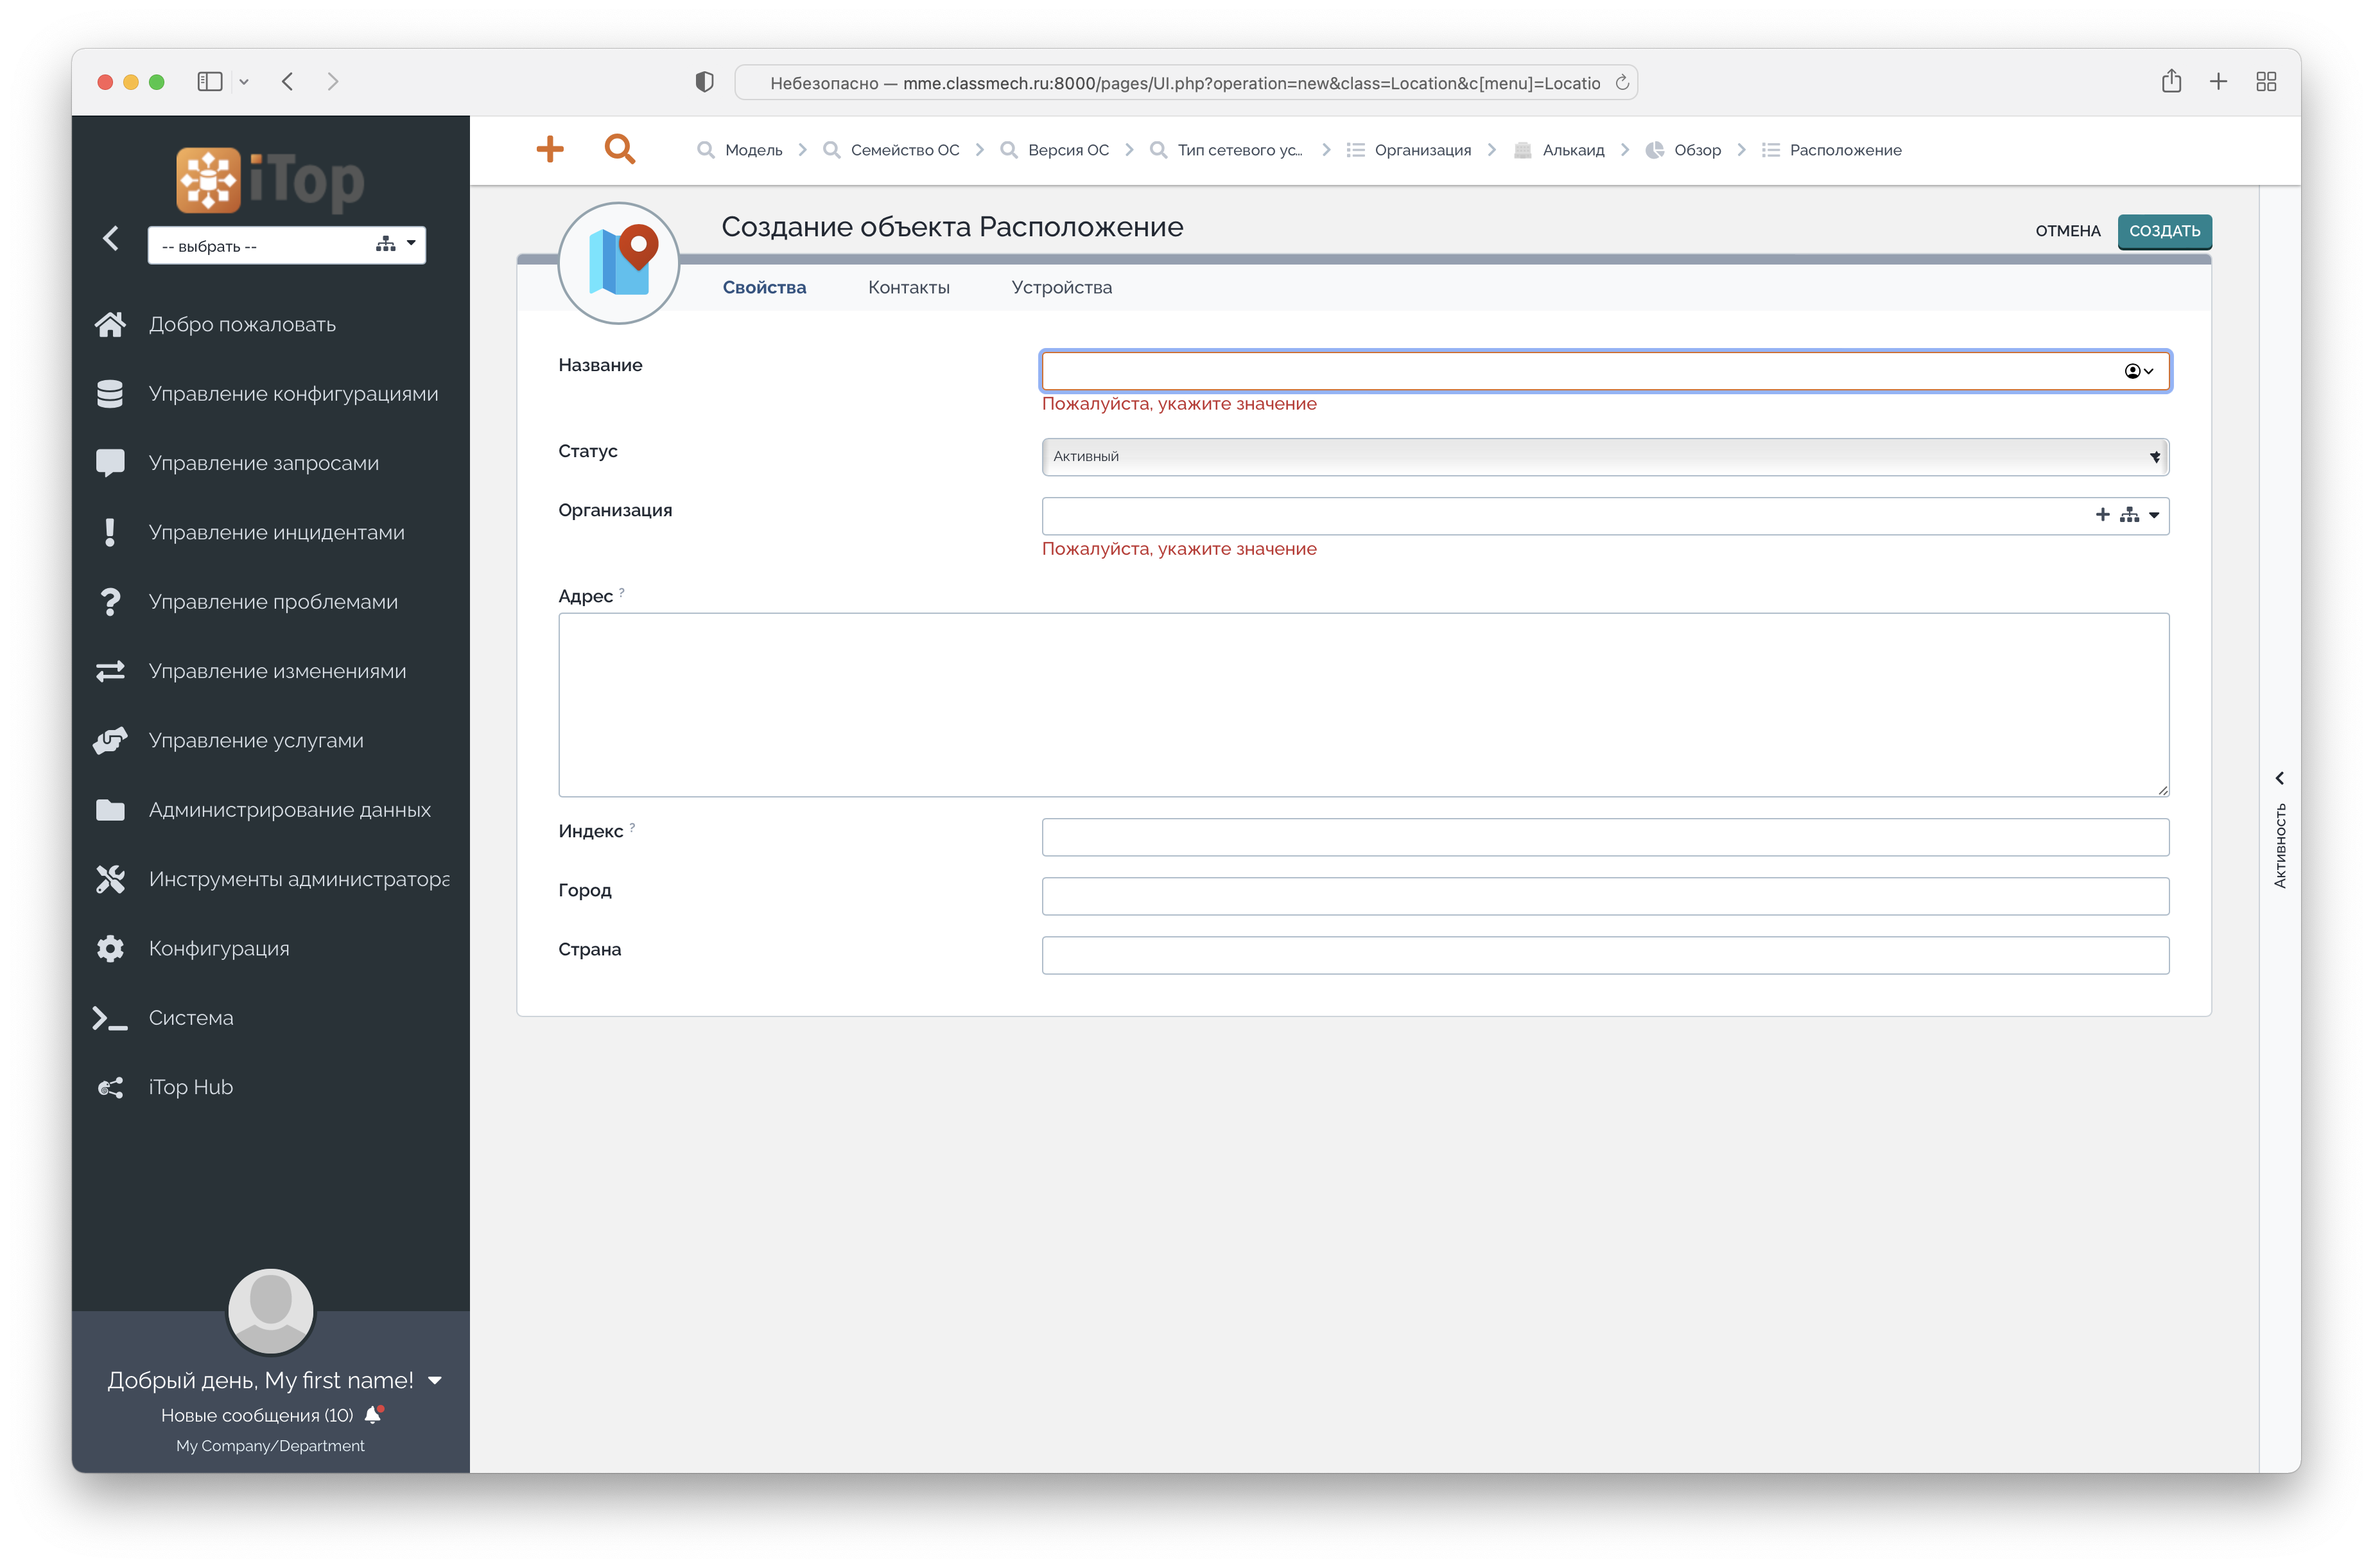 Небезопасно — mme.classmech.ru:8000/pages/UI.php?operation=new&class=Location&c[menu]=Locatio
iTop
-- выбрать --
Добро пожаловать
Управление конфигурациями
Управление запросами
Управление инцидентами
Управление проблемами
Управление изменениями
Управление услугами
Администрирование данных
Инструменты администратора
Конфигурация
Система
iTop Hub
Добрый день, My first name!
Новые сообщения (10)
My Company/Department
Модель
Семейство ОС
Версия ОС
Тип сетевого ус...
Организация
Алькаид
Обзор
Расположение
Создание объекта Расположение
ОТМЕНА
СОЗДАТЬ
Свойства
Контакты
Устройства
Название
Пожалуйста, укажите значение
Статус
Активный
Организация
Пожалуйста, укажите значение
Адрес ?
Индекс ?
Город
Страна
Активность